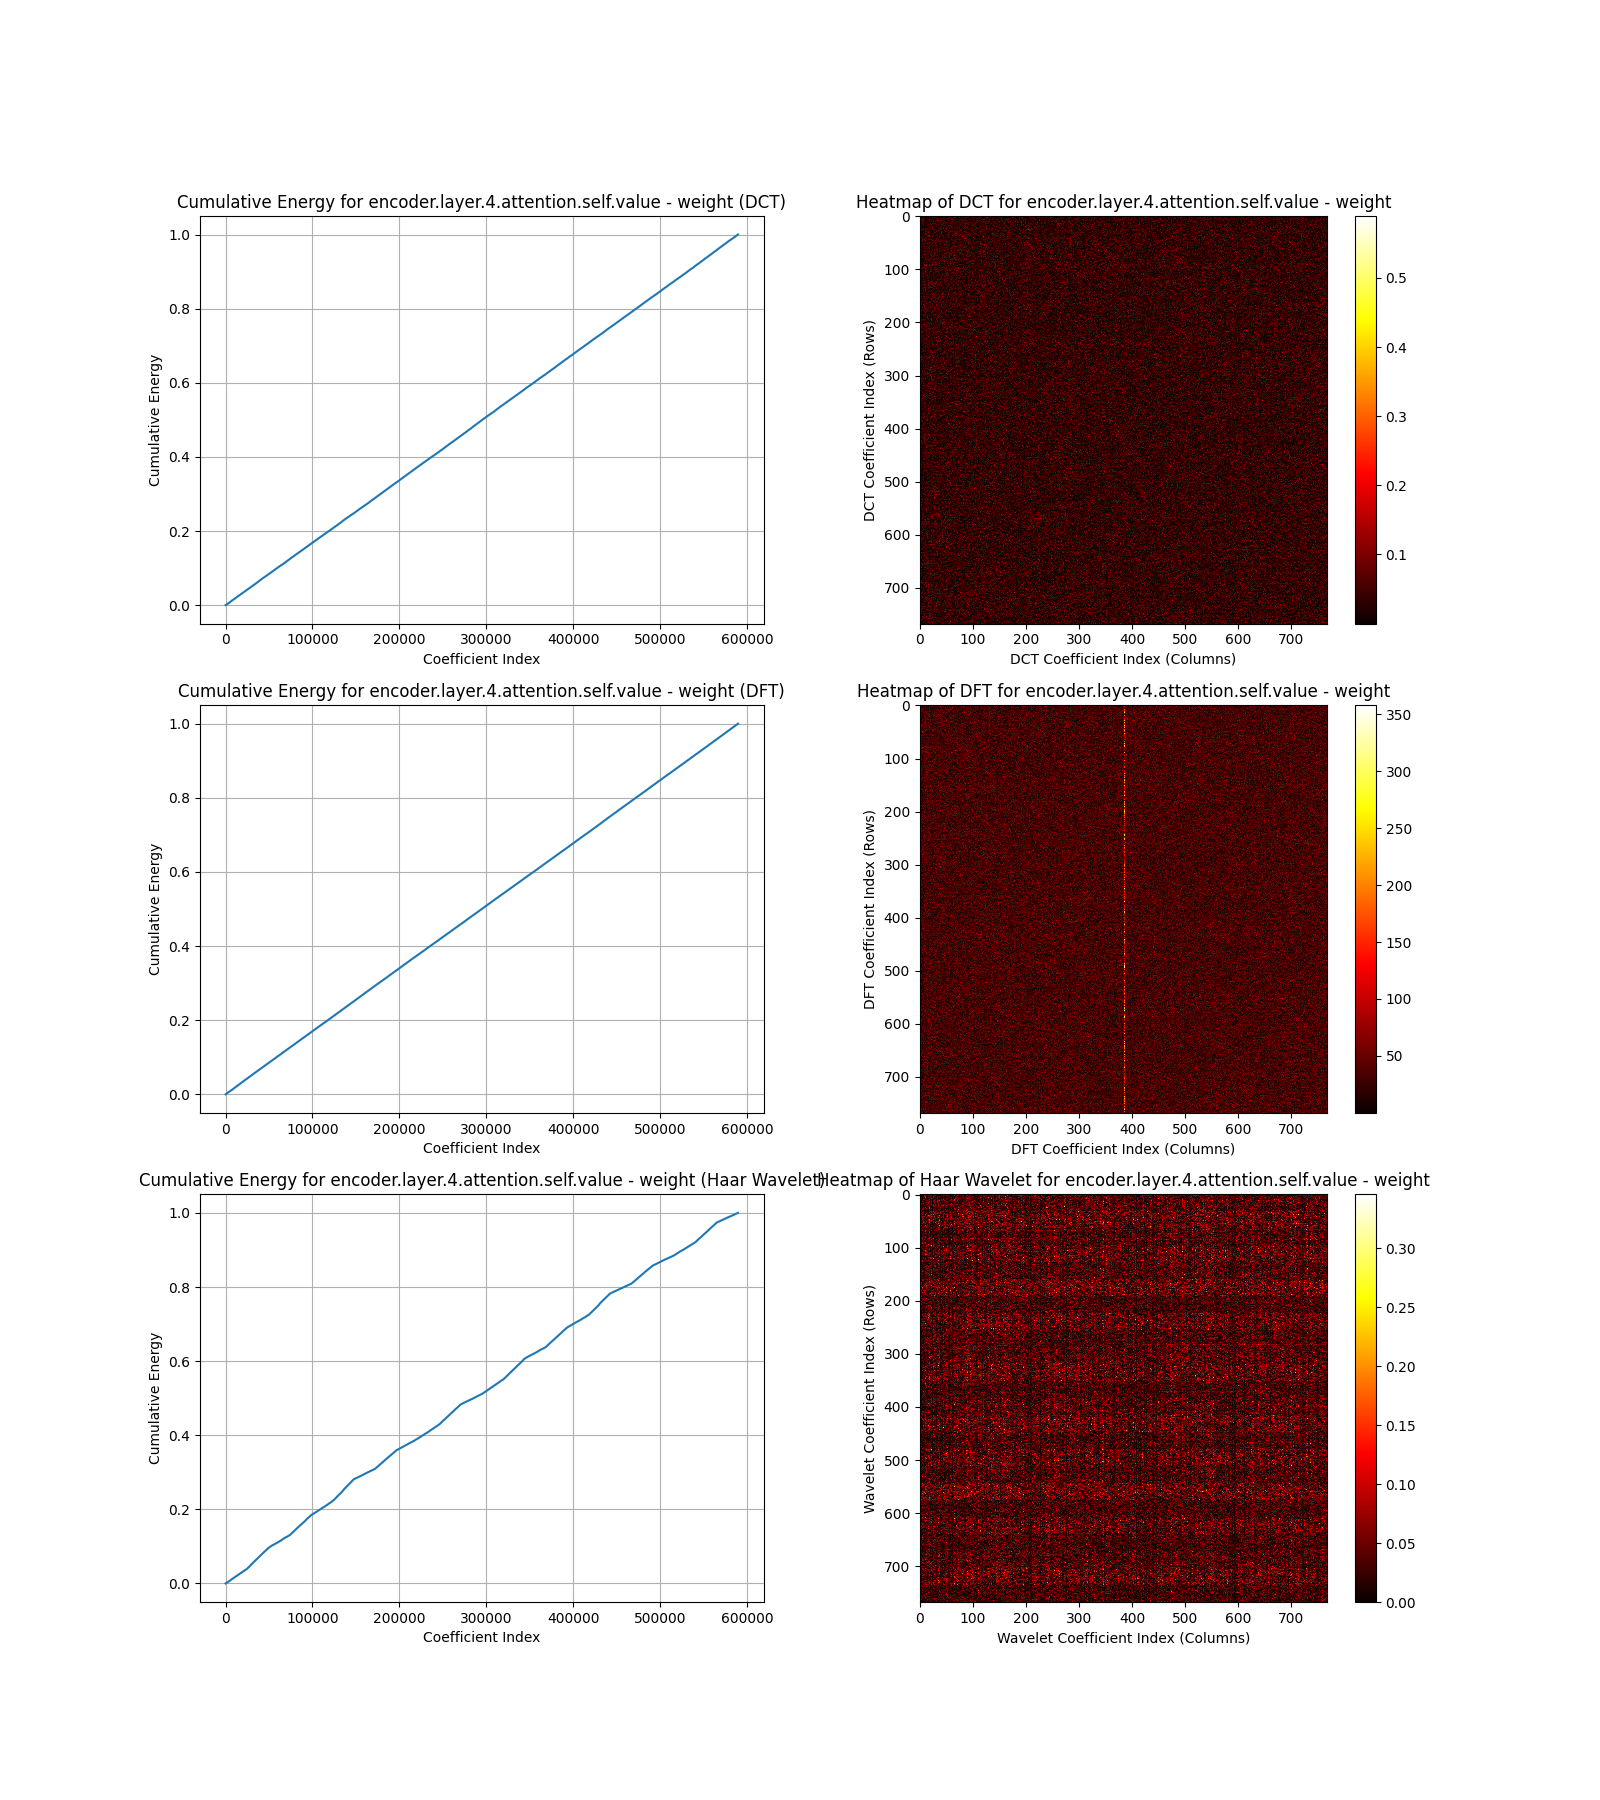 Cumulative Energy for encoder.layer.4.attention.self.value - weight (DCT)
1.0
0.8
0.6
0.4
0.2
0.0
Cumulative Energy
0 100000 200000 300000 400000 500000 600000
Coefficient Index
Heatmap of DCT for encoder.layer.4.attention.self.value - weight
0
100
200
300
400
500
600
700
DCT Coefficient Index (Rows)
0 100 200 300 400 500 600 700
DCT Coefficient Index (Columns)
0.5
0.4
0.3
0.2
0.1
Cumulative Energy for encoder.layer.4.attention.self.value - weight (DFT)
1.0
0.8
0.6
0.4
0.2
0.0
Cumulative Energy
0 100000 200000 300000 400000 500000 600000
Coefficient Index
Heatmap of DFT for encoder.layer.4.attention.self.value - weight
0
100
200
300
400
500
600
700
DFT Coefficient Index (Rows)
0 100 200 300 400 500 600 700
DFT Coefficient Index (Columns)
350
300
250
200
150
100
50
Cumulative Energy for encoder.layer.4.attention.self.value - weight (Haar Wavelet)
1.0
0.8
0.6
0.4
0.2
0.0
Cumulative Energy
0 100000 200000 300000 400000 500000 600000
Coefficient Index
Heatmap of Haar Wavelet for encoder.layer.4.attention.self.value - weight
0
100
200
300
400
500
600
700
Wavelet Coefficient Index (Rows)
0 100 200 300 400 500 600 700
Wavelet Coefficient Index (Columns)
0.30
0.25
0.20
0.15
0.10
0.05
0.00